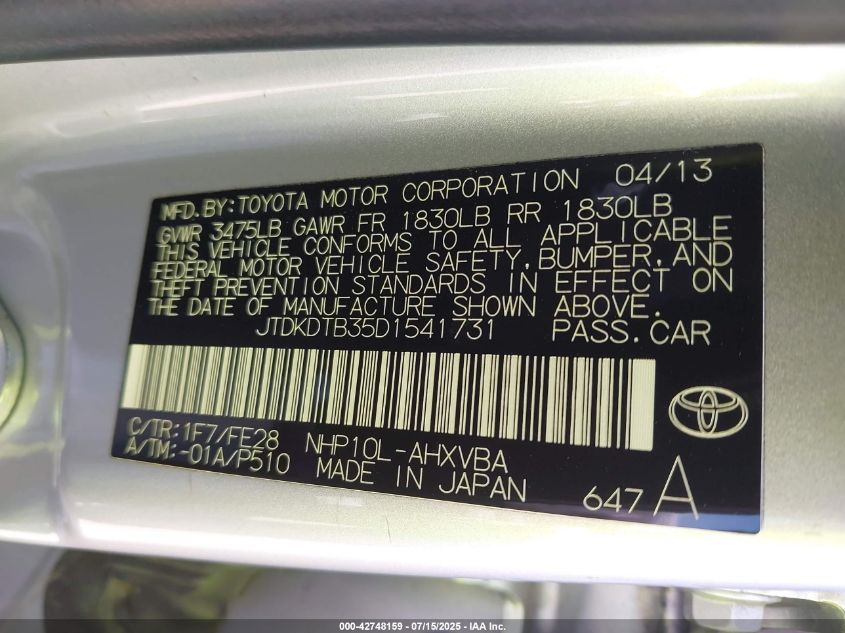 MFD. BY: TOYOTA MOTOR CORPORATION 04/13
GVWR 3475LB GAWR FR 1830LB RR 1830LB
THIS VEHICLE CONFORMS TO ALL APPLICABLE
FEDERAL MOTOR VEHICLE SAFETY, BUMPER, AND
THEFT PREVENTION STANDARDS IN EFFECT ON
THE DATE OF MANUFACTURE SHOWN ABOVE.
JTDKDTB35D1541731 PASS. CAR
C/TR: 1F7/FE28 NHP10L-AHXVBA
A/TM: -01A/P510 MADE IN JAPAN
647 A
000-42748159 - 07/15/2025 - IAA Inc.